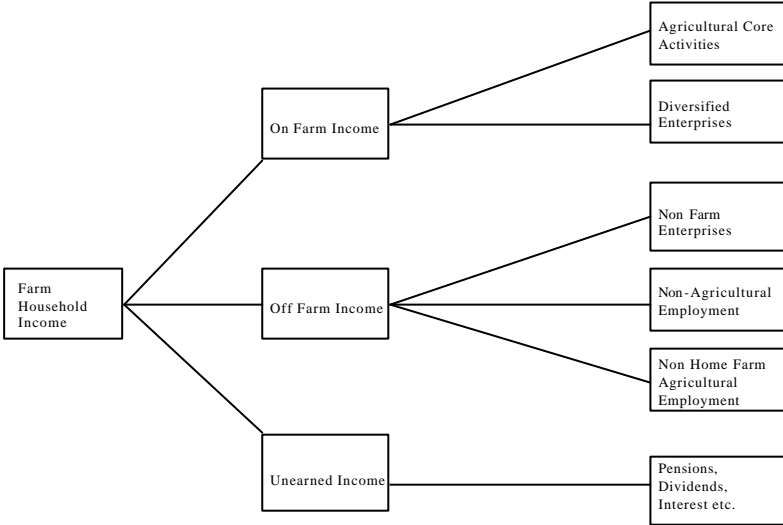 Farm
Household
Income
On Farm Income
Off Farm Income
Unearned Income
Agricultural Core
Activities
Diversified
Enterprises
Non Farm
Enterprises
Non-Agricultural
Employment
Non Home Farm
Agricultural
Employment
Pensions,
Dividends,
Interest etc.